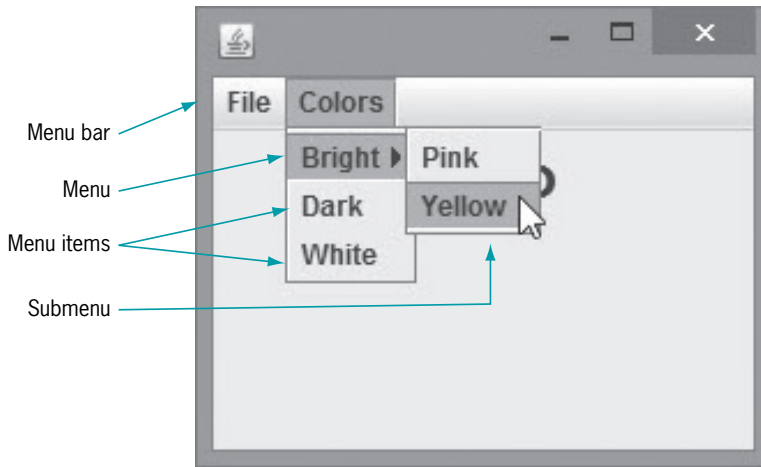 File Colors
Menu bar
Bright Pink
Menu
Dark Yellow
Menu items
White
Submenu